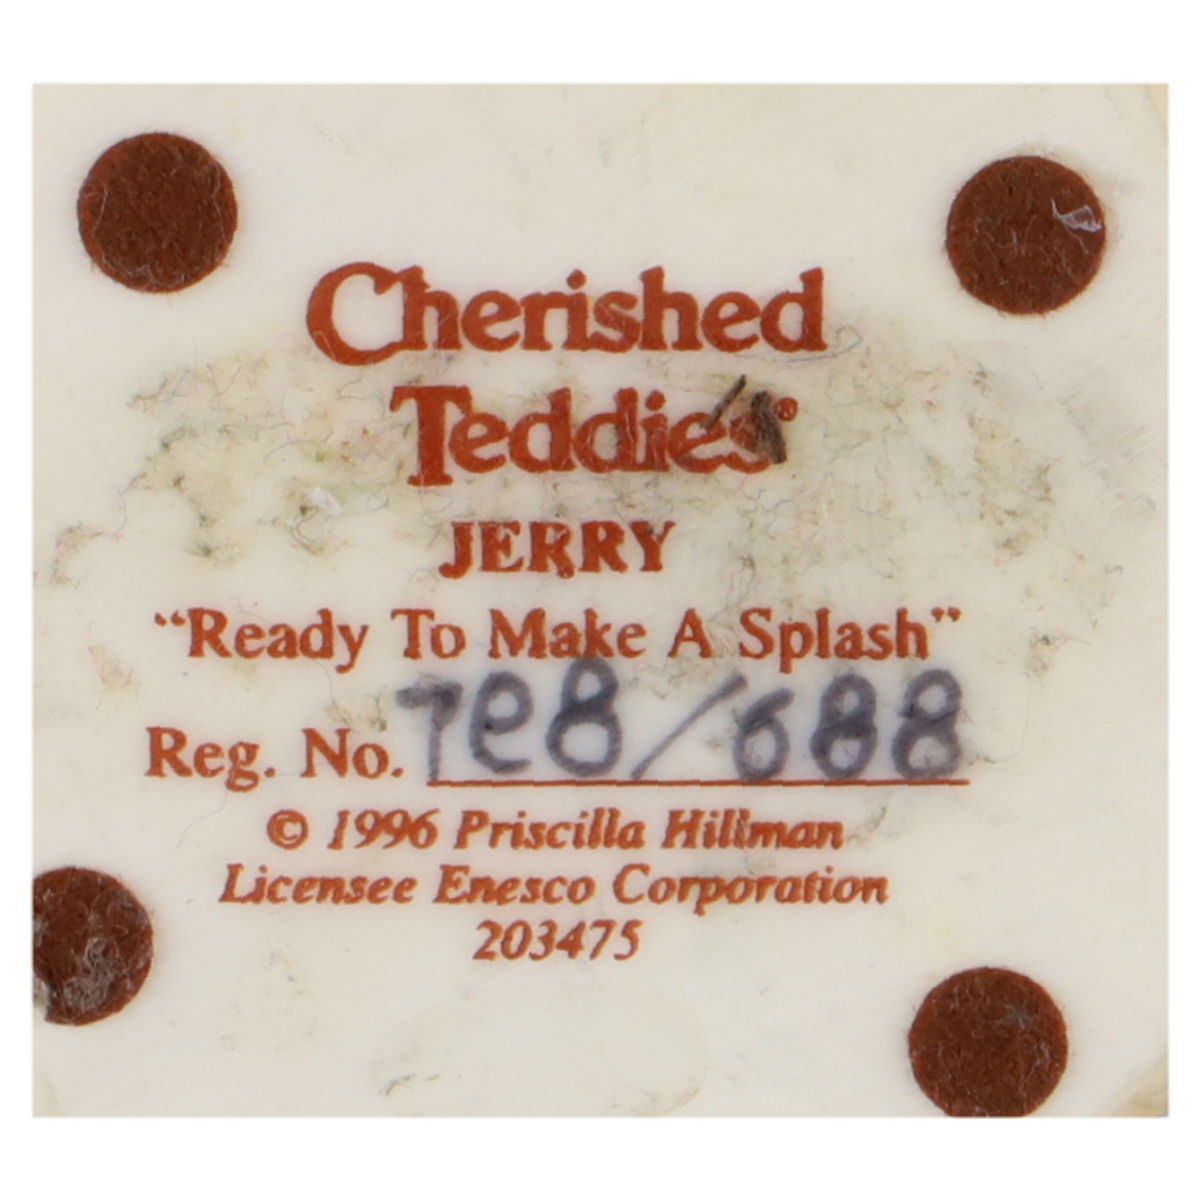 Cherished
Teddies®
JERRY
“Ready To Make A Splash”
Reg. No. 7E8/688
© 1996 Priscilla Hillman
Licensee Enesco Corporation
203475